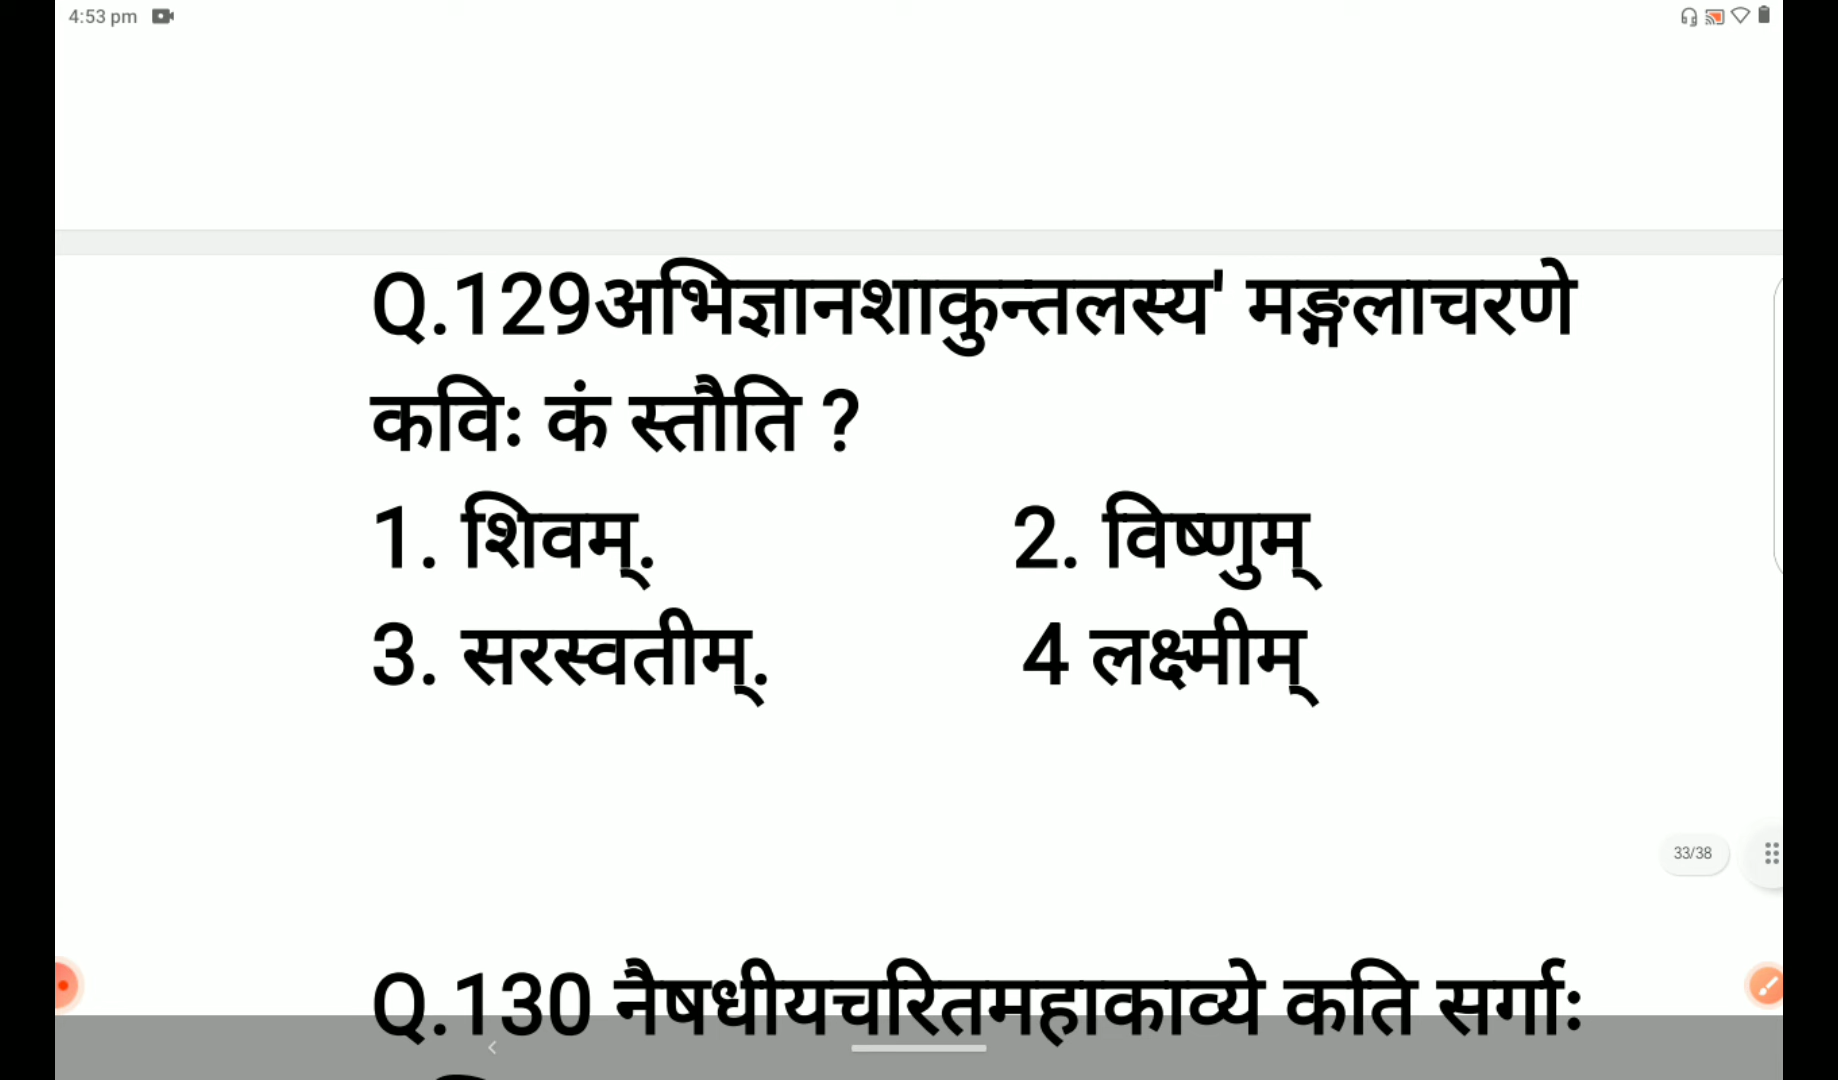 4:53 pm
Q.129अभिज्ञानशाकुन्तलस्य' मङ्गलाचरणे
कविः कं स्तौति ?
1. शिवम्. 2. विष्णुम्
3. सरस्वतीम्. 4 लक्ष्मीम्
33/38
Q.130 नैषधीयचरितमहाकाव्ये कति सर्गाः